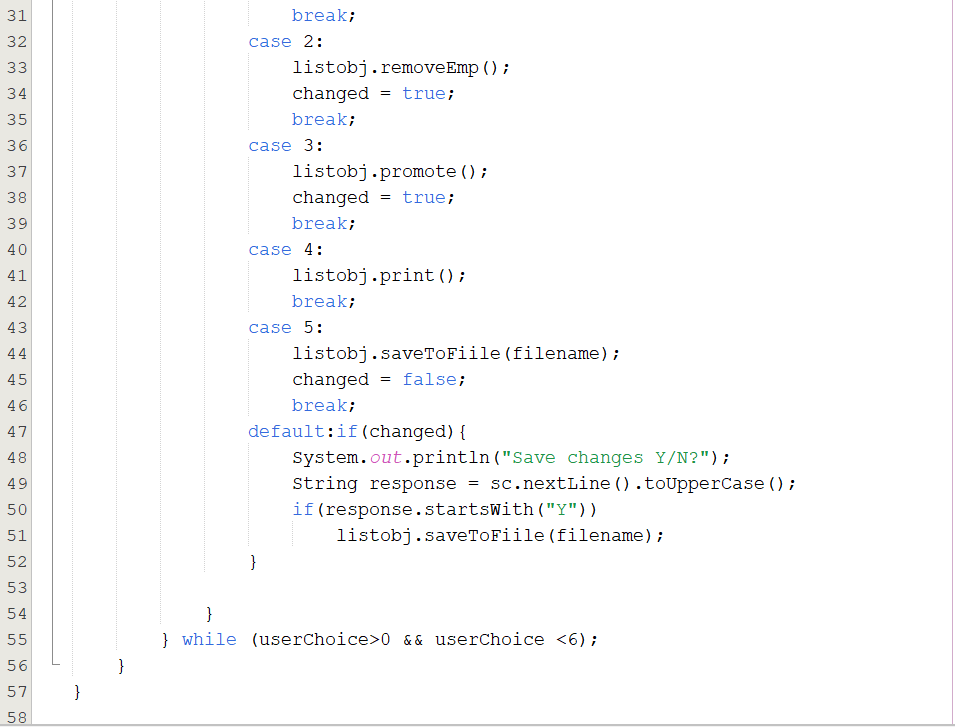 31 break;
32 case 2:
33 listobj.removeEmp();
34 changed = true;
35 break;
36 case 3:
37 listobj.promote();
38 changed = true;
39 break;
40 case 4:
41 listobj.print();
42 break;
43 case 5:
44 listobj.saveToFiile(filename);
45 changed = false;
46 break;
47 default:if(changed){
48 System.out.println("Save changes Y/N?");
49 String response = sc.nextLine().toUpperCase();
50 if(response.startsWith("Y"))
51 listobj.saveToFiile(filename);
52 }
53
54 }
55 } while (userChoice>0 && userChoice <6);
56 }
57 }
58